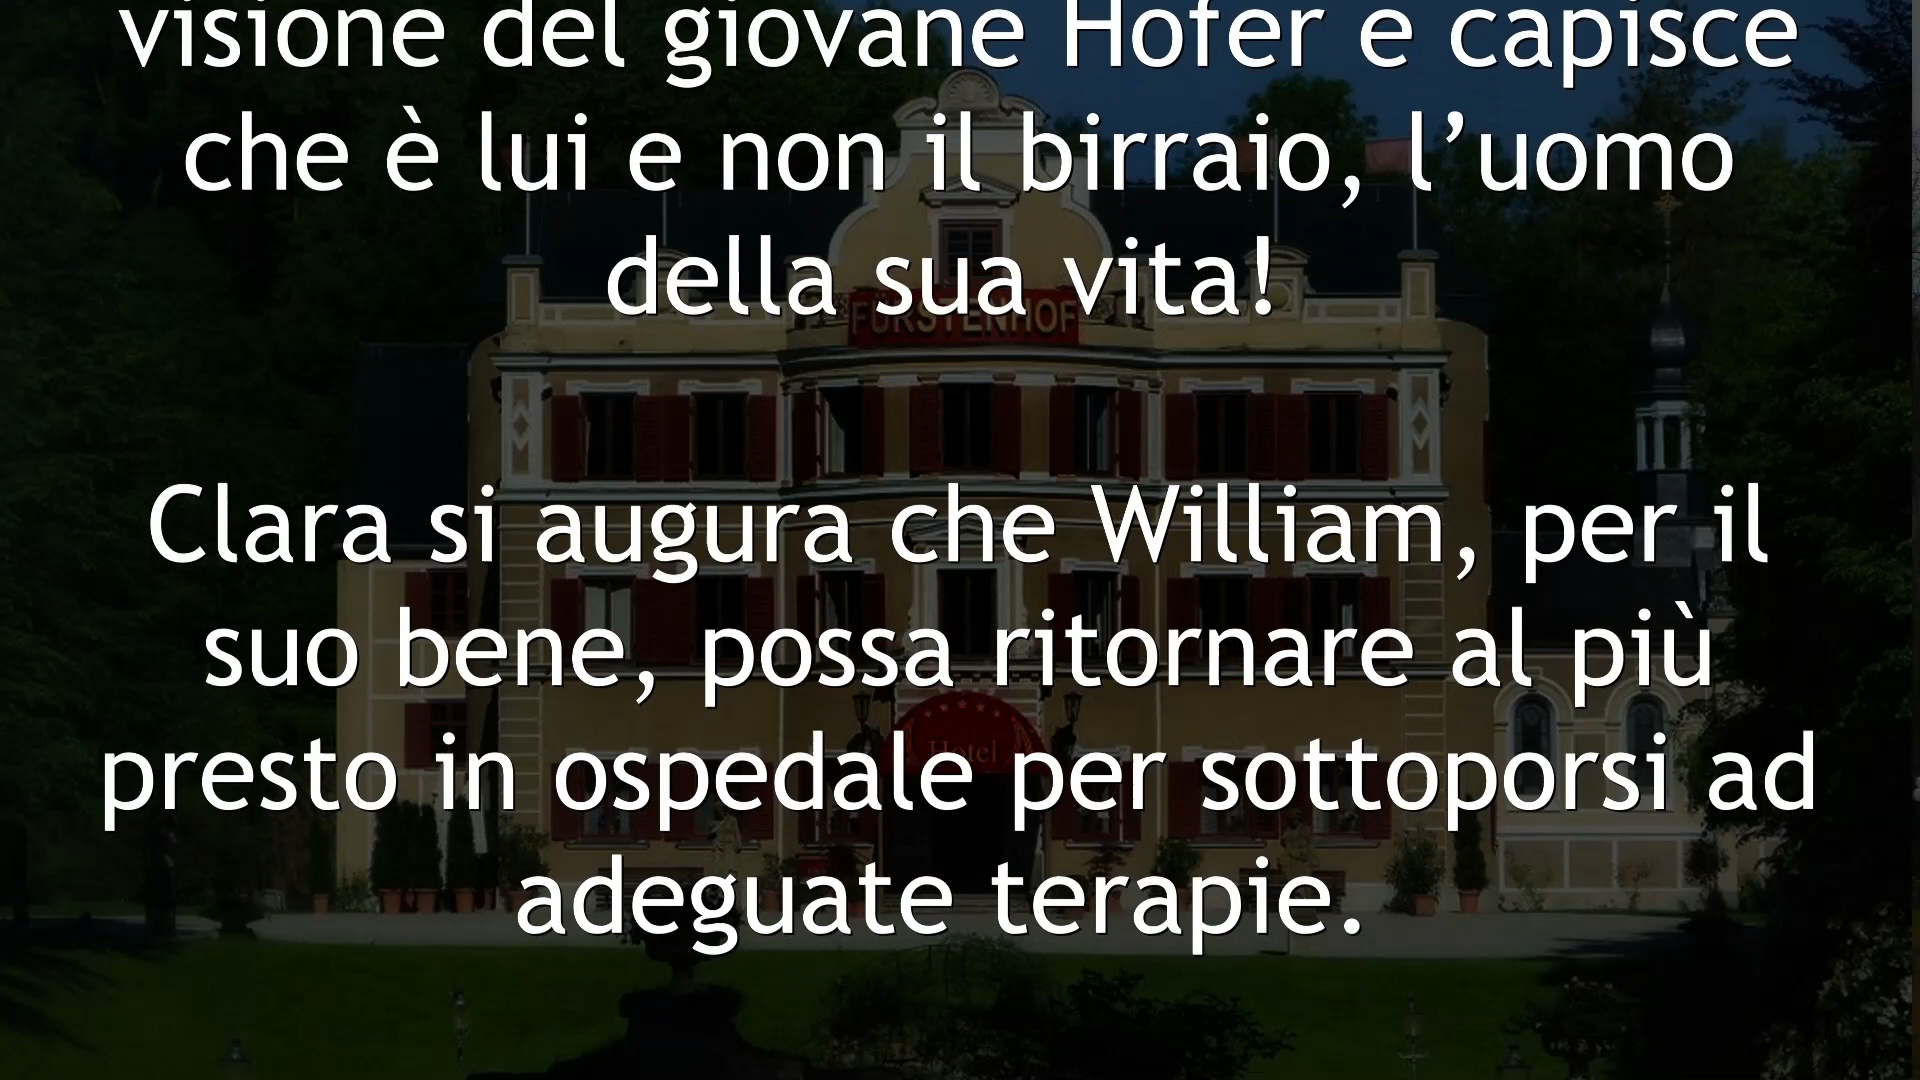 visione del giovane Hofer e capisce
che è lui e non il birraio, l’uomo
della sua vita!
FÜRSTENHOF
Clara si augura che William, per il
suo bene, possa ritornare al più
presto in ospedale per sottoporsi ad
Hotel
adeguate terapie.